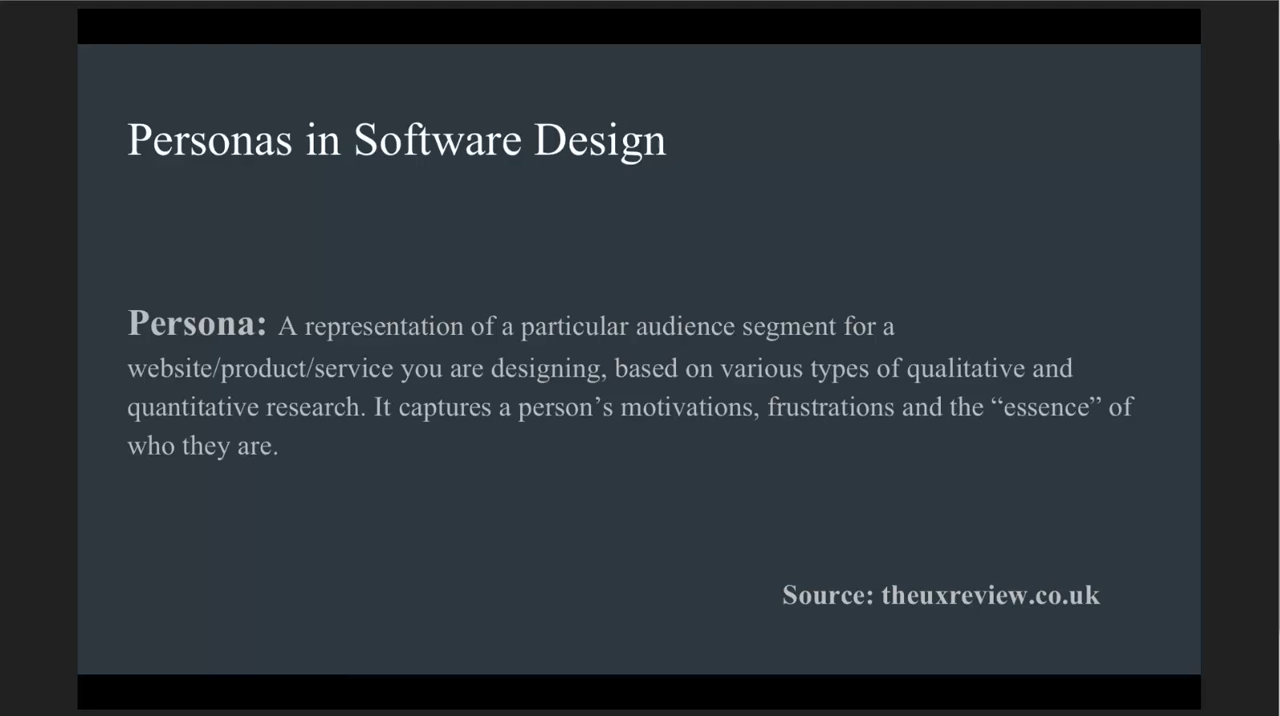 Personas in Software Design
Persona: A representation of a particular audience segment for a
website/product/service you are designing, based on various types of qualitative and
quantitative research. It captures a person’s motivations, frustrations and the “essence” of
who they are.
Source: theuxreview.co.uk